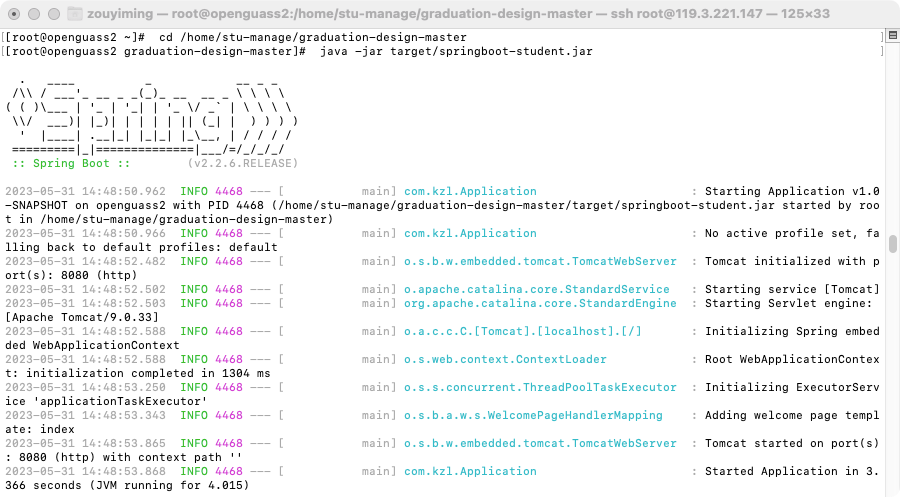 zouyiming — root@openguass2:/home/stu-manage/graduation-design-master — ssh root@119.3.221.147 — 125×33
[[root@openguass2 ~]#  cd /home/stu-manage/graduation-design-master ]
[[root@openguass2 graduation-design-master]#  java -jar target/springboot-student.jar ]
  .   ____          _            __ _ _
 /\\ / ___'_ __ _ _(_)_ __  __ _ \ \ \ \
( ( )\___ | '_ | '_| | '_ \/ _` | \ \ \ \
 \\/  ___)| |_)| | | | | || (_| |  ) ) ) )
  '  |____| .__|_| |_|_| |_\__, | / / / /
 =========|_|==============|___/=/_/_/_/
 :: Spring Boot ::        (v2.2.6.RELEASE)
2023-05-31 14:48:50.962  INFO 4468 --- [           main] com.kzl.Application                      : Starting Application v1.0
-SNAPSHOT on openguass2 with PID 4468 (/home/stu-manage/graduation-design-master/target/springboot-student.jar started by roo
t in /home/stu-manage/graduation-design-master)
2023-05-31 14:48:50.966  INFO 4468 --- [           main] com.kzl.Application                      : No active profile set, fa
lling back to default profiles: default
2023-05-31 14:48:52.482  INFO 4468 --- [           main] o.s.b.w.embedded.tomcat.TomcatWebServer  : Tomcat initialized with p
ort(s): 8080 (http)
2023-05-31 14:48:52.502  INFO 4468 --- [           main] o.apache.catalina.core.StandardService   : Starting service [Tomcat]
2023-05-31 14:48:52.503  INFO 4468 --- [           main] org.apache.catalina.core.StandardEngine  : Starting Servlet engine:
[Apache Tomcat/9.0.33]
2023-05-31 14:48:52.588  INFO 4468 --- [           main] o.a.c.c.C.[Tomcat].[localhost].[/]       : Initializing Spring embed
ded WebApplicationContext
2023-05-31 14:48:52.588  INFO 4468 --- [           main] o.s.web.context.ContextLoader            : Root WebApplicationContex
t: initialization completed in 1304 ms
2023-05-31 14:48:53.250  INFO 4468 --- [           main] o.s.s.concurrent.ThreadPoolTaskExecutor  : Initializing ExecutorServ
ice 'applicationTaskExecutor'
2023-05-31 14:48:53.343  INFO 4468 --- [           main] o.s.b.a.w.s.WelcomePageHandlerMapping    : Adding welcome page templ
ate: index
2023-05-31 14:48:53.865  INFO 4468 --- [           main] o.s.b.w.embedded.tomcat.TomcatWebServer  : Tomcat started on port(s)
: 8080 (http) with context path ''
2023-05-31 14:48:53.868  INFO 4468 --- [           main] com.kzl.Application                      : Started Application in 3.
366 seconds (JVM running for 4.015)